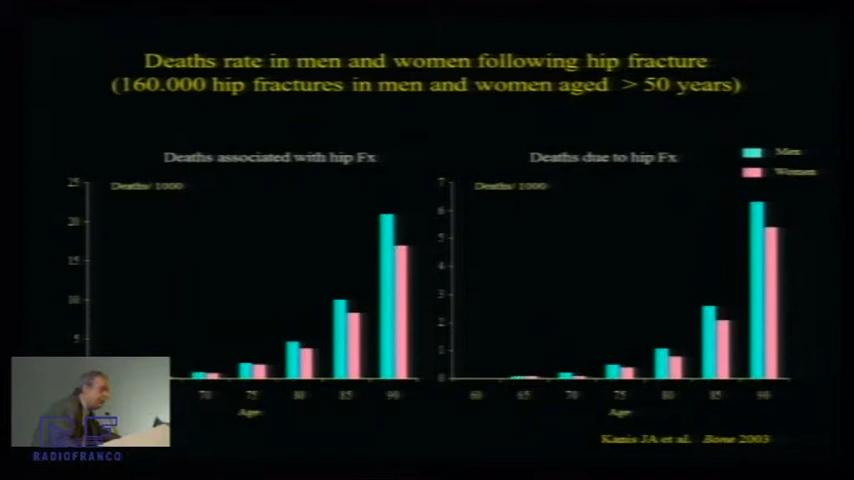 Deaths rate in men and women following hip fracture
(160.000 hip fractures in men and women aged > 50 years)
Deaths associated with hip Fx
Deaths due to hip Fx
Men
Women
25
Deaths/ 1000
20
15
10
5
70 75 80 85 90
Age
7
Deaths/ 1000
6
5
4
3
2
1
0
60 65 70 75 80 85 90
Age
Kanis JA et al. Bone 2003
RADIOFRANCO